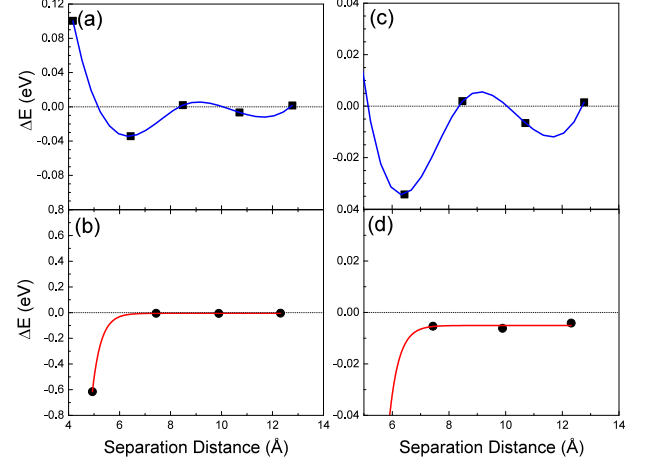 0.12
(a)
0.08
0.04
0.00
-0.04
-0.08
ΔE (eV)
0.04
(c)
0.02
0.00
-0.02
0.04
ΔE (eV)
0.8
(b)
0.6
0.4
0.2
0.0
-0.2
-0.4
-0.6
-0.8
ΔE (eV)
4 6 8 10 12 14
Separation Distance (Å)
(d)
0.02
0.00
-0.02
-0.04
6 8 10 12 14
Separation Distance (Å)